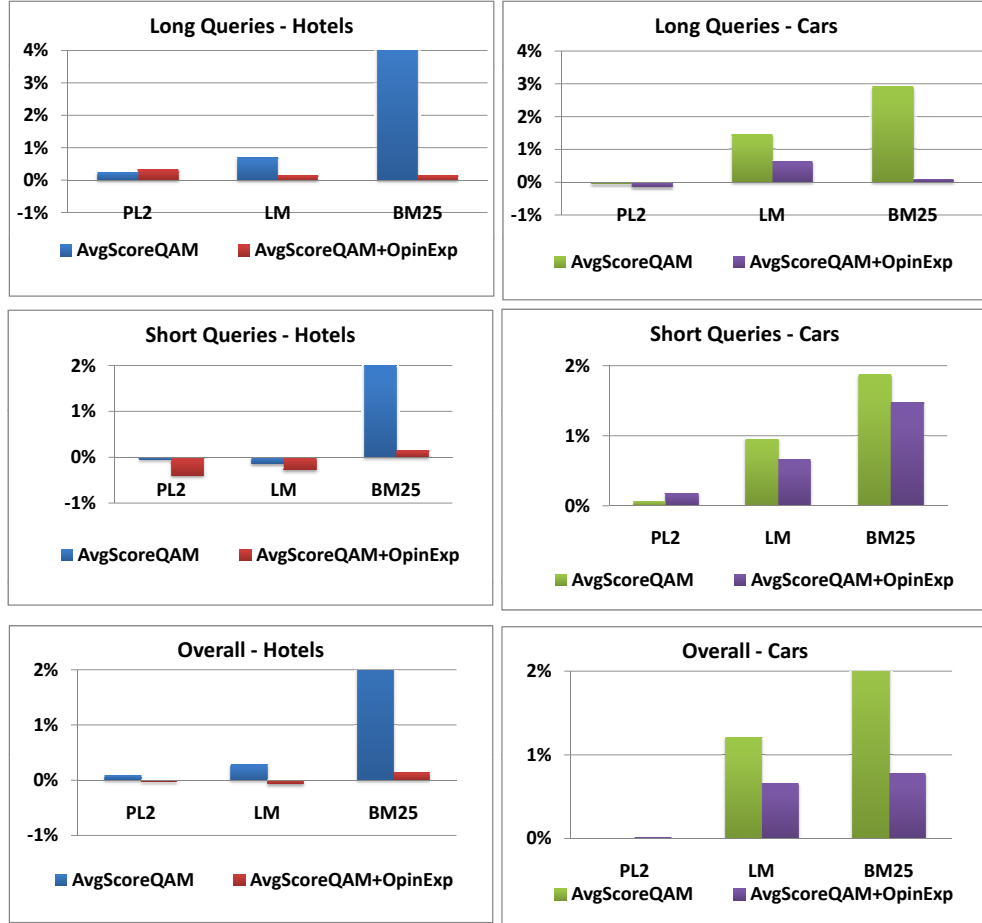 Long Queries - Hotels
4%
3%
2%
1%
0%
-1%
PL2 LM BM25
AvgScoreQAM AvgScoreQAM+OpinExp
Long Queries - Cars
4%
3%
2%
1%
0%
-1%
PL2 LM BM25
AvgScoreQAM AvgScoreQAM+OpinExp
Short Queries - Hotels
2%
1%
0%
-1%
PL2 LM BM25
AvgScoreQAM AvgScoreQAM+OpinExp
Short Queries - Cars
2%
1%
0%
PL2 LM BM25
AvgScoreQAM AvgScoreQAM+OpinExp
Overall - Hotels
2%
1%
0%
-1%
PL2 LM BM25
AvgScoreQAM AvgScoreQAM+OpinExp
Overall - Cars
2%
1%
0%
PL2 LM BM25
AvgScoreQAM AvgScoreQAM+OpinExp